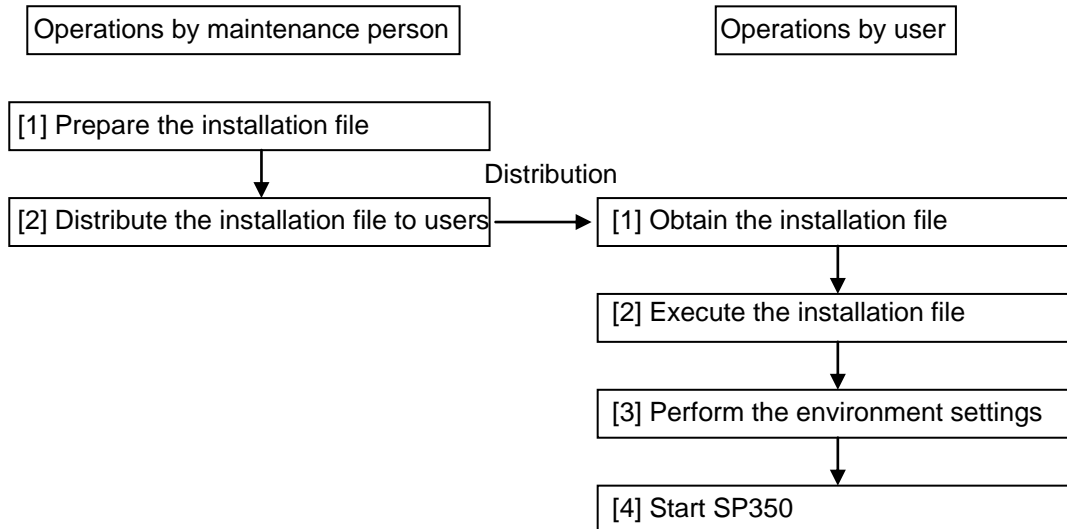 Operations by maintenance person
Operations by user
[1] Prepare the installation file
Distribution
[2] Distribute the installation file to users
[1] Obtain the installation file
[2] Execute the installation file
[3] Perform the environment settings
[4] Start SP350